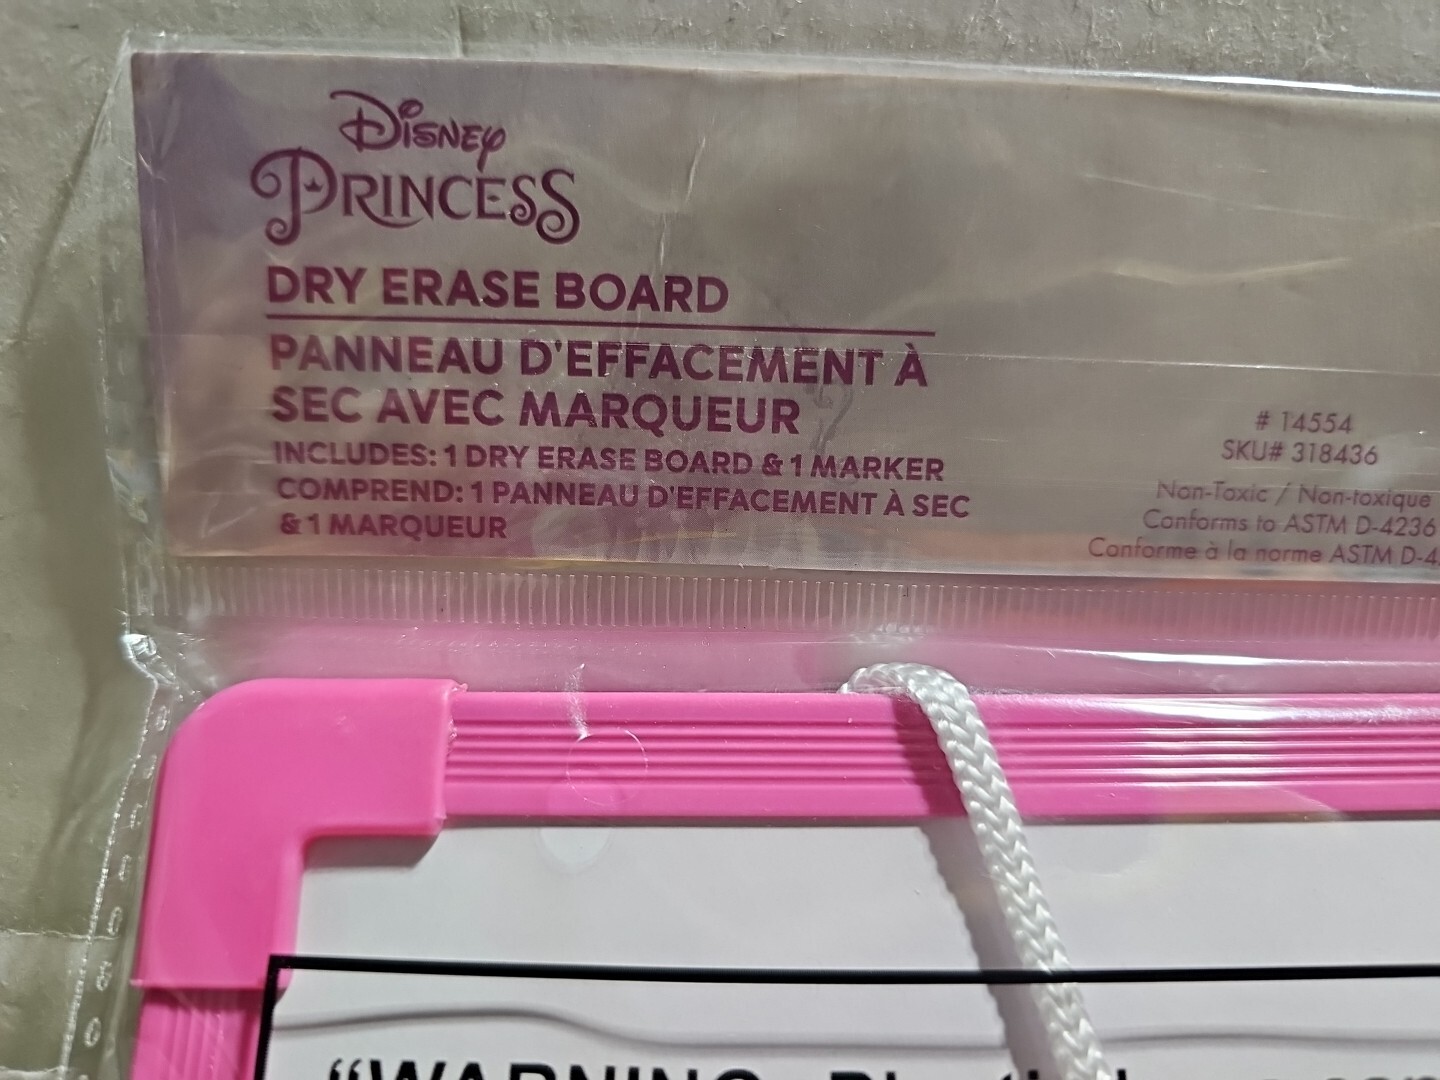 Disney
PRINCESS
DRY ERASE BOARD
PANNEAU D'EFFACEMENT À
SEC AVEC MARQUEUR
INCLUDES: 1 DRY ERASE BOARD & 1 MARKER
COMPREND: 1 PANNEAU D'EFFACEMENT À SEC
& 1 MARQUEUR
# 14554
SKU# 318436
Non-Toxic / Non-toxique
Conforms to ASTM D-4236
Conforme à la norme ASTM
"WARNING: